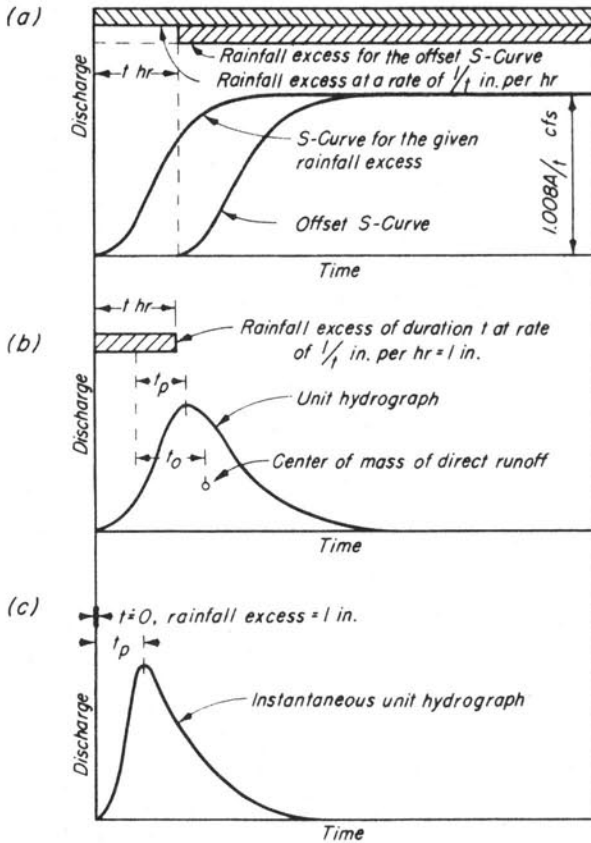 (a)
Rainfall excess for the offset S-Curve
t hr
Rainfall excess at a rate of 1/t in. per hr
Discharge
S-Curve for the given
rainfall excess
1.008A/t cfs
Offset S-Curve
Time
t hr
(b)
Rainfall excess of duration t at rate
of 1/t in. per hr = 1 in.
tp
Discharge
Unit hydrograph
to
Center of mass of direct runoff
Time
(c)
t≐0, rainfall excess = 1 in.
tp
Discharge
Instantaneous unit hydrograph
Time